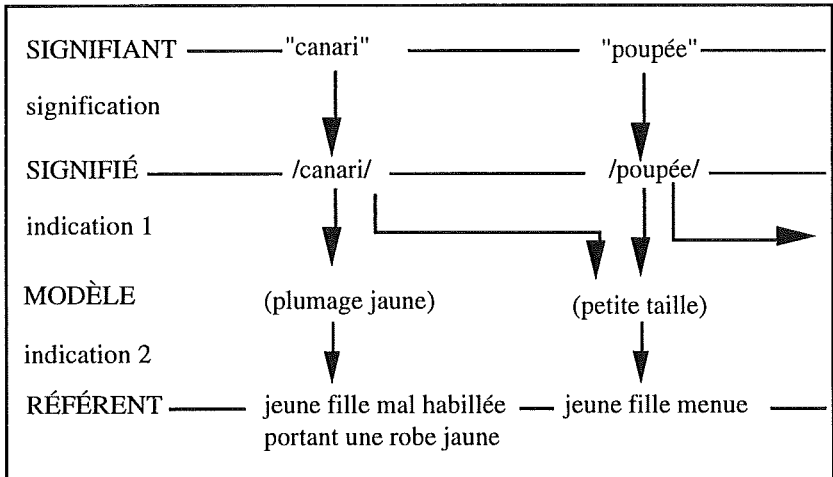 SIGNIFIANT "canari" "poupée"
signification
SIGNIFIÉ /canari/ /poupée/
indication 1
MODÈLE (plumage jaune) (petite taille)
indication 2
RÉFÉRENT jeune fille mal habillée jeune fille menue
portant une robe jaune